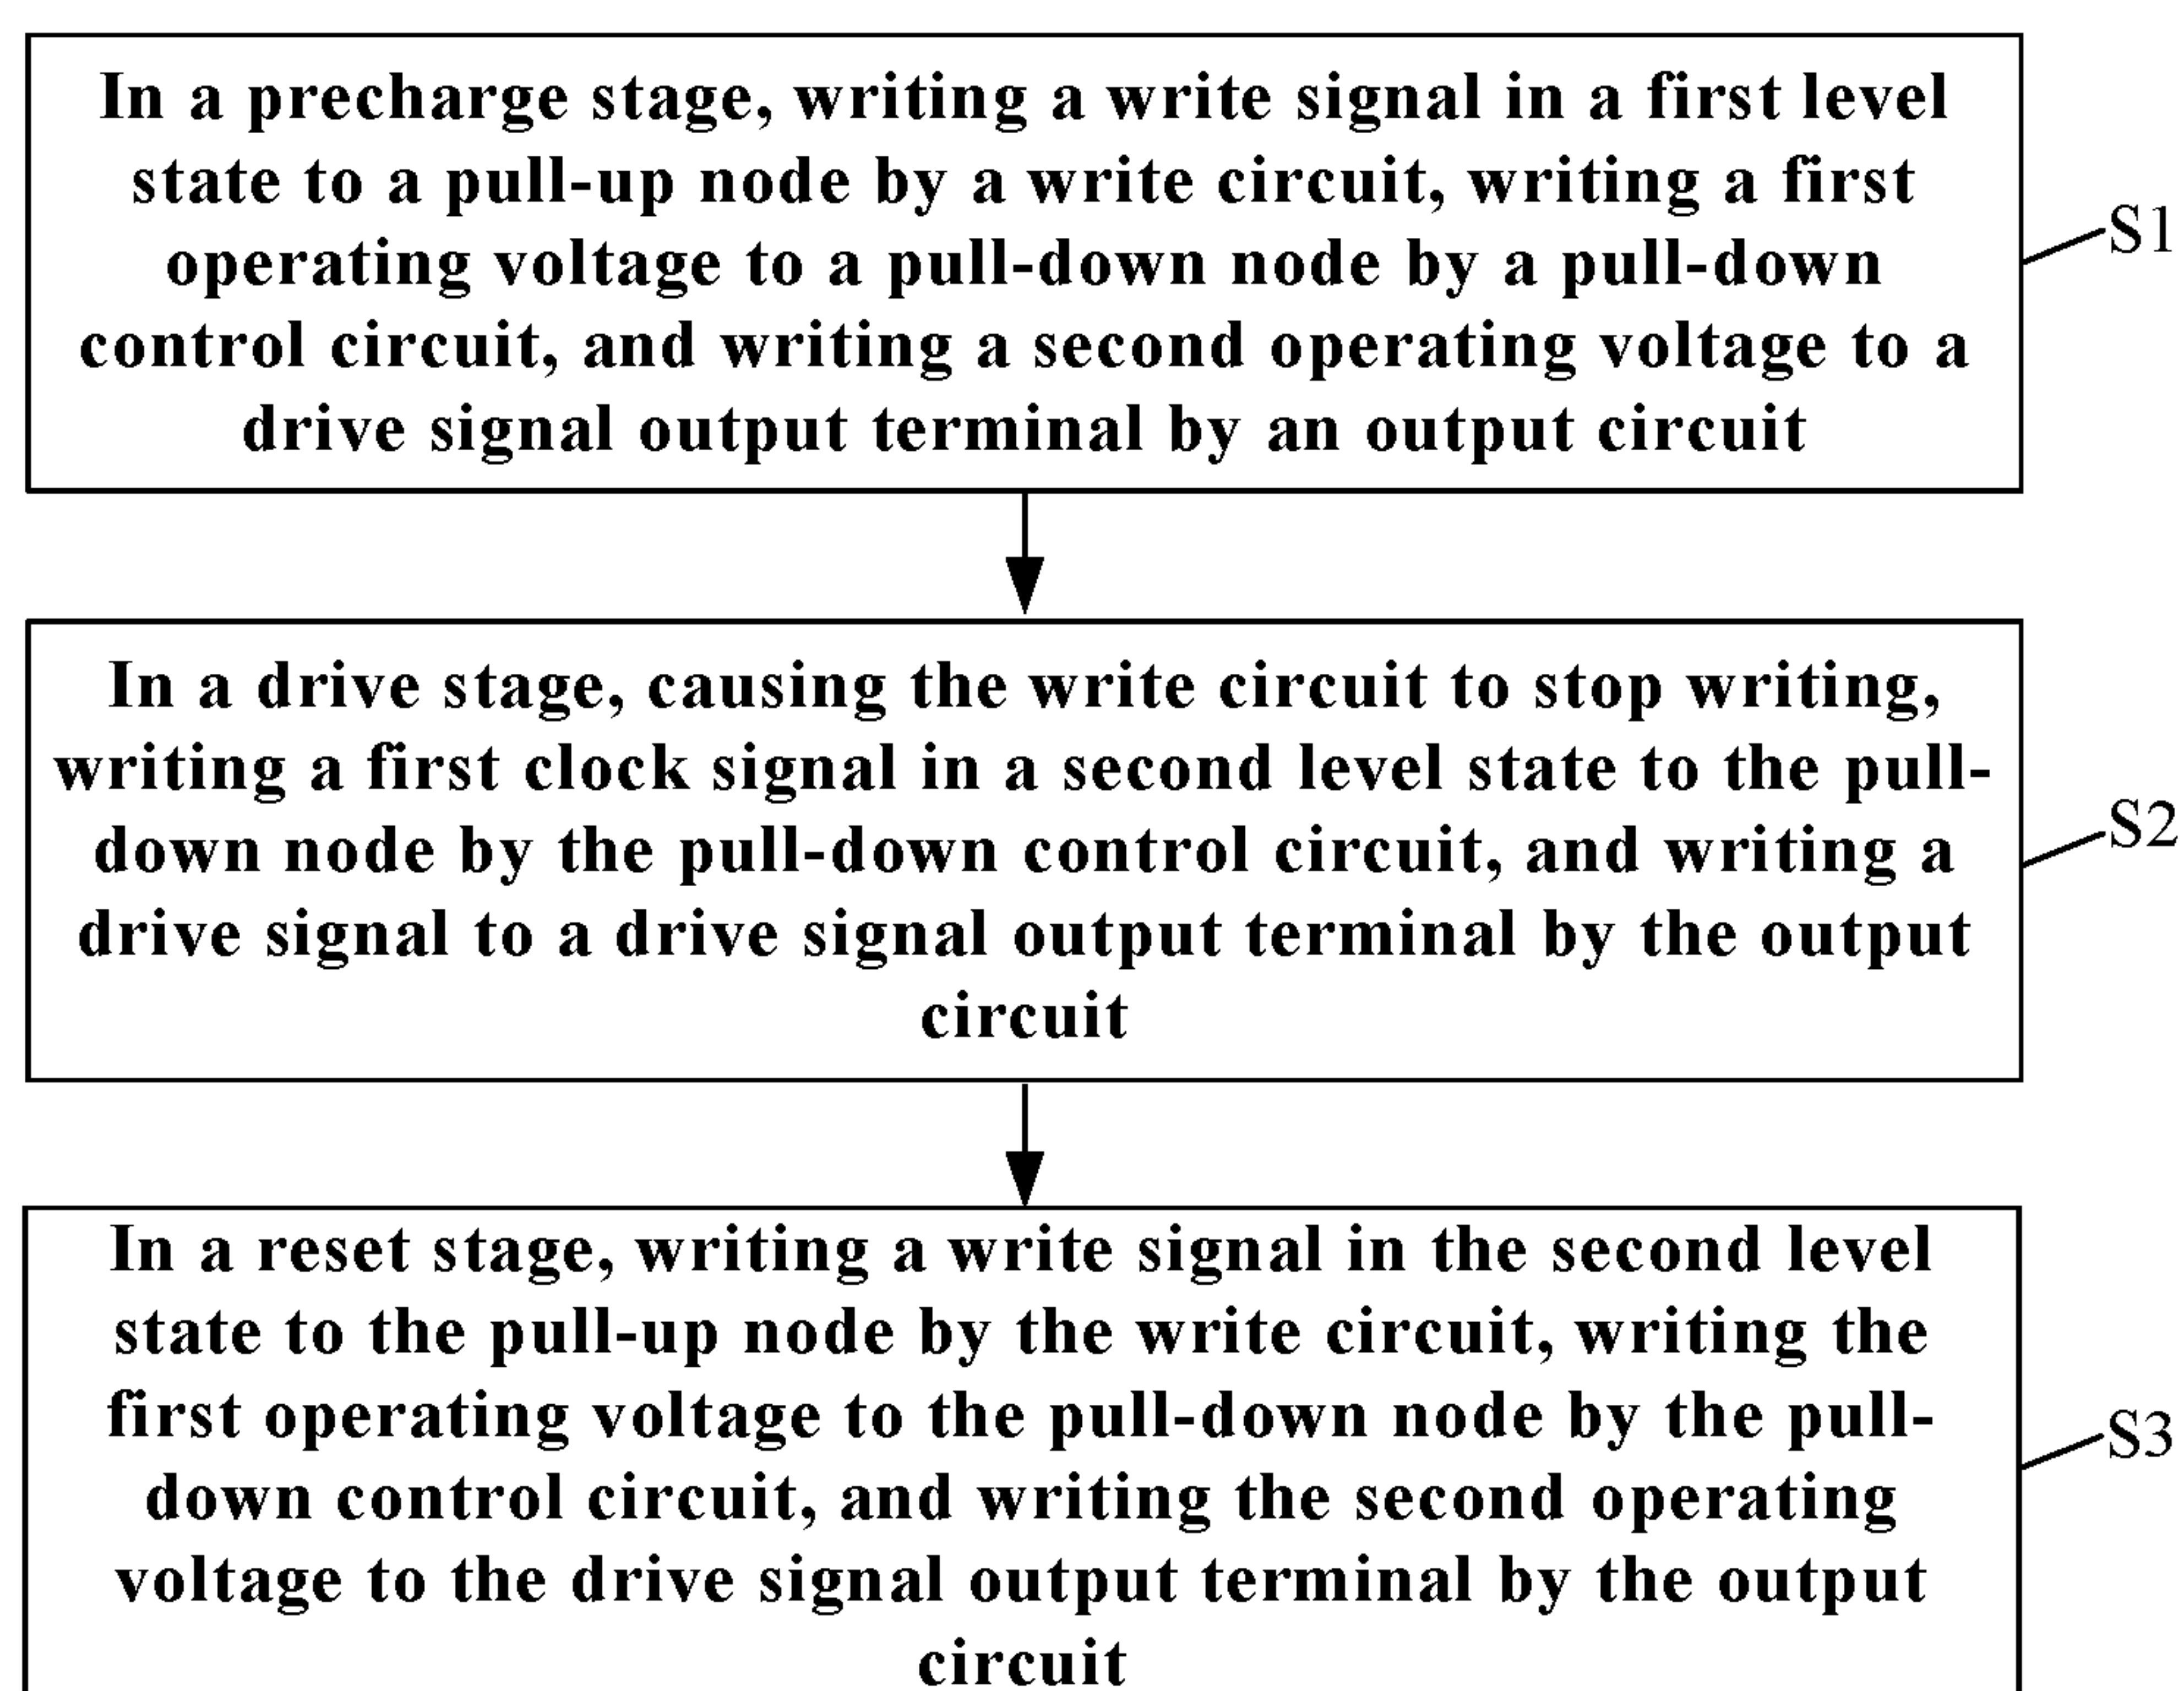 In a precharge stage, writing a write signal in a first level
state to a pull-up node by a write circuit, writing a first
operating voltage to a pull-down node by a pull-down
control circuit, and writing a second operating voltage to a
drive signal output terminal by an output circuit
S1
In a drive stage, causing the write circuit to stop writing,
writing a first clock signal in a second level state to the pull-
down node by the pull-down control circuit, and writing a
drive signal to a drive signal output terminal by the output
circuit
S2
In a reset stage, writing a write signal in the second level
state to the pull-up node by the write circuit, writing the
first operating voltage to the pull-down node by the pull-
down control circuit, and writing the second operating
voltage to the drive signal output terminal by the output
circuit
S3